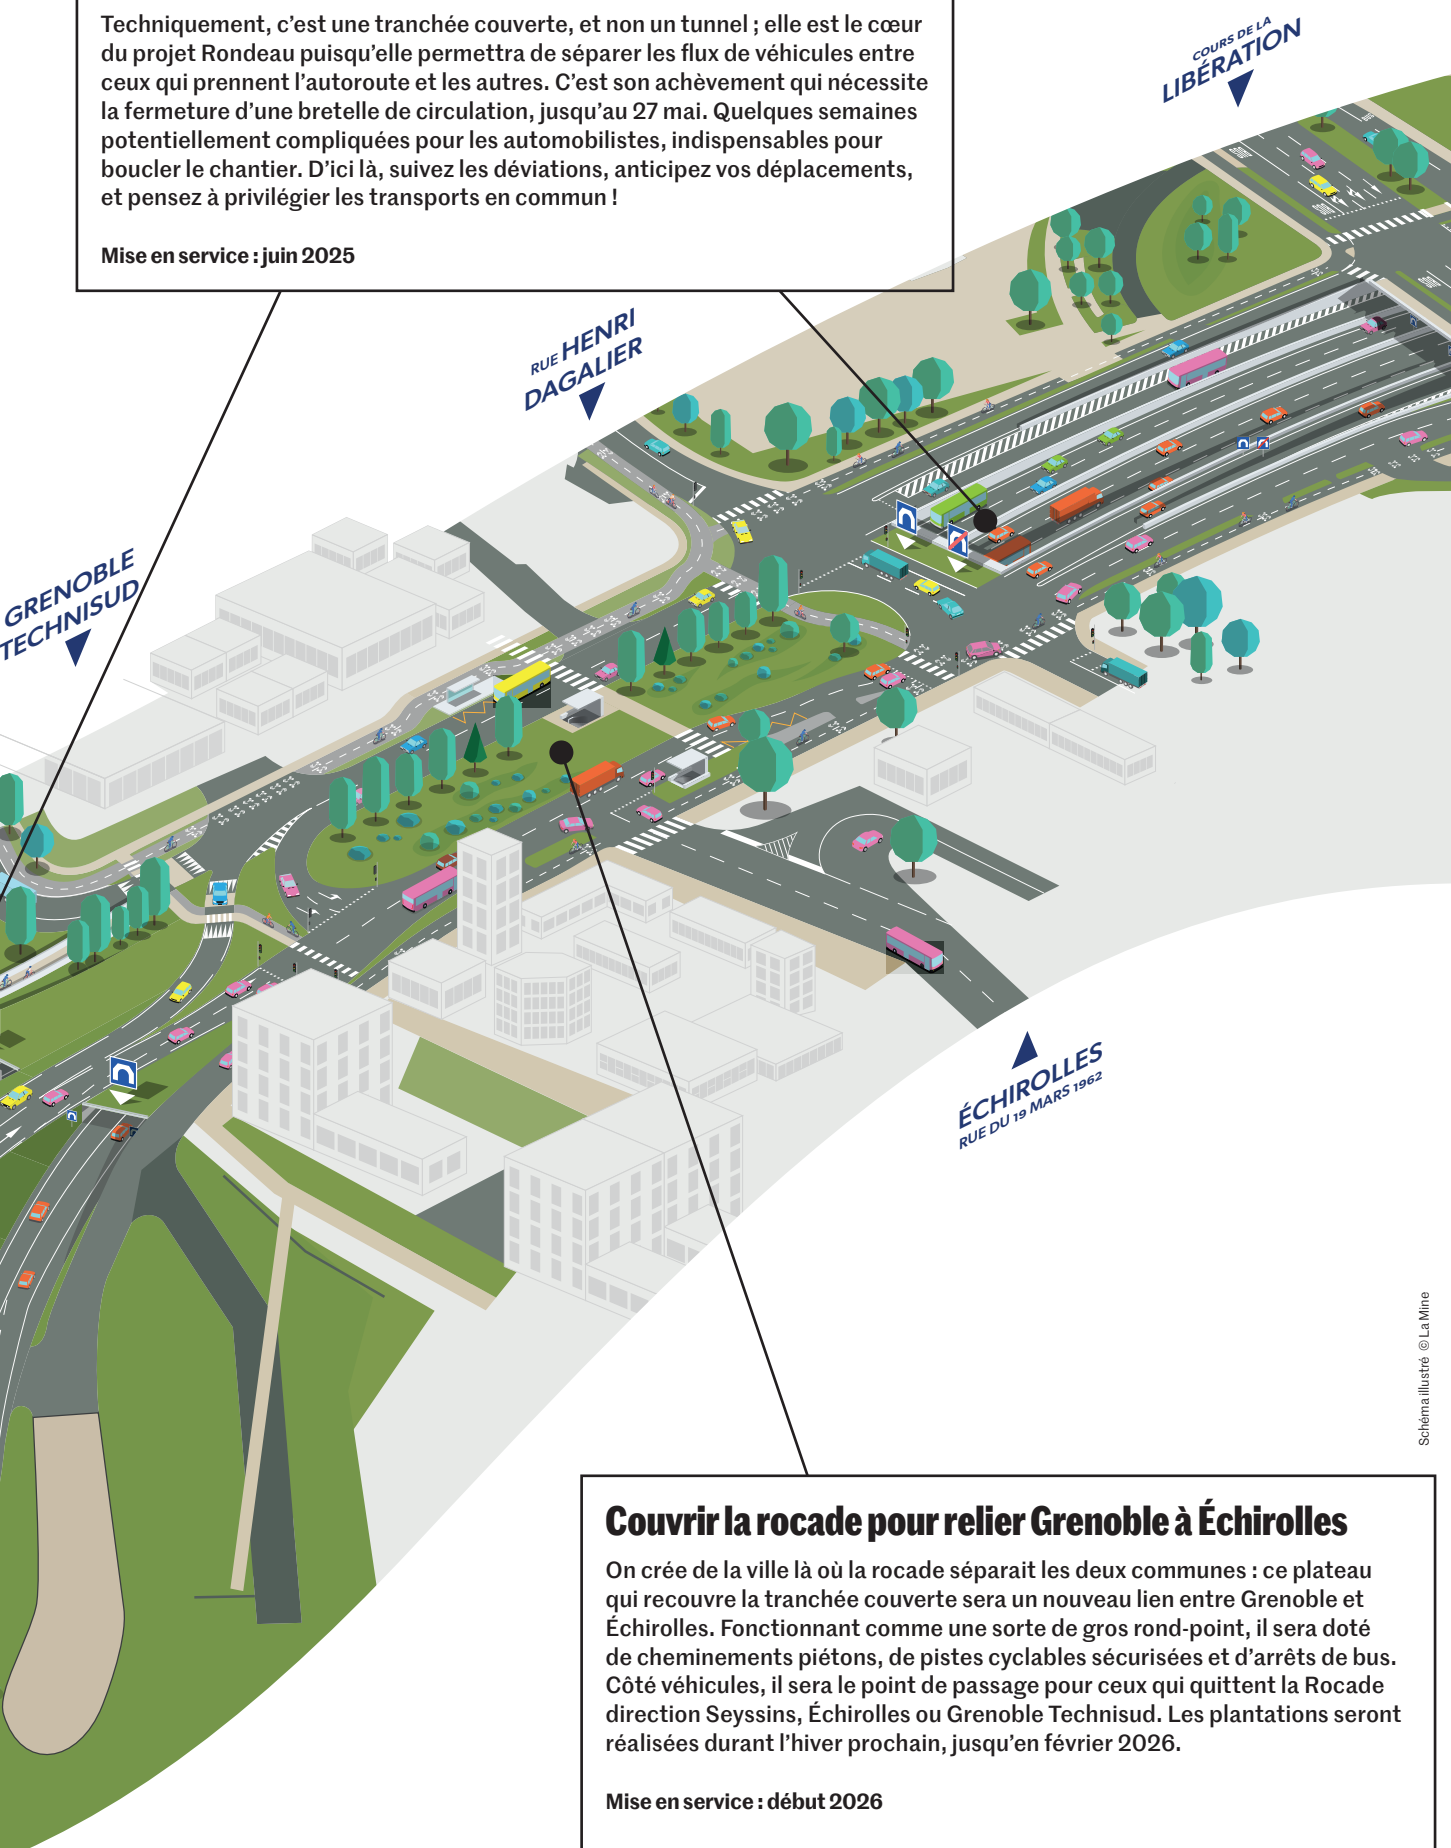 Techniquement, c’est une tranchée couverte, et non un tunnel ; elle est le cœur
du projet Rondeau puisqu’elle permettra de séparer les flux de véhicules entre
ceux qui prennent l’autoroute et les autres. C’est son achèvement qui nécessite
la fermeture d’une bretelle de circulation, jusqu’au 27 mai. Quelques semaines
potentiellement compliquées pour les automobilistes, indispensables pour
boucler le chantier. D’ici là, suivez les déviations, anticipez vos déplacements,
et pensez à privilégier les transports en commun !
Mise en service : juin 2025
COURS DE LA
LIBÉRATION
RUE HENRI
DAGALIER
GRENOBLE
TECHNISUD
ÉCHIROLLES
RUE DU 19 MARS 1962
Schéma illustré © La Mine
Couvrir la rocade pour relier Grenoble à Échirolles
On crée de la ville là où la rocade séparait les deux communes : ce plateau
qui recouvre la tranchée couverte sera un nouveau lien entre Grenoble et
Échirolles. Fonctionnant comme une sorte de gros rond-point, il sera doté
de cheminements piétons, de pistes cyclables sécurisées et d’arrêts de bus.
Côté véhicules, il sera le point de passage pour ceux qui quittent la Rocade
direction Seyssins, Échirolles ou Grenoble Technisud. Les plantations seront
réalisées durant l’hiver prochain, jusqu’en février 2026.
Mise en service : début 2026